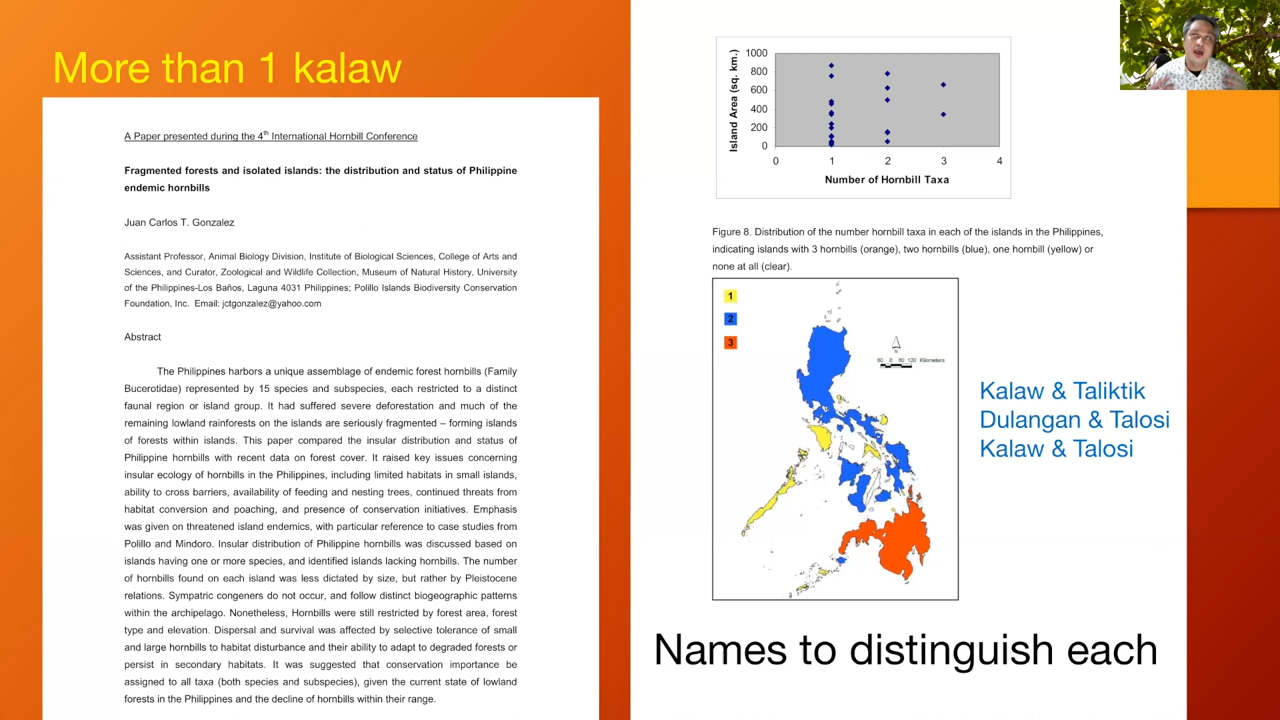 More than 1 kalaw
A Paper presented during the 4th International Hornbill Conference
Fragmented forests and isolated islands: the distribution and status of Philippine
endemic hornbills
Juan Carlos T. Gonzalez
Assistant Professor, Animal Biology Division, Institute of Biological Sciences, College of Arts and
Sciences, and Curator, Zoological and Wildlife Collection, Museum of Natural History, University
of the Philippines-Los Baños, Laguna 4031 Philippines; Polillo Islands Biodiversity Conservation
Foundation, Inc. Email: jctgonzalez@yahoo.com
Abstract
The Philippines harbors a unique assemblage of endemic forest hornbills (Family
Bucerotidae) represented by 15 species and subspecies, each restricted to a distinct
faunal region or island group. It had suffered severe deforestation and much of the
remaining lowland rainforests on the islands are seriously fragmented – forming islands
of forests within islands. This paper compared the insular distribution and status of
Philippine hornbills with recent data on forest cover. It raised key issues concerning
insular ecology of hornbills in the Philippines, including limited habitats in small islands,
ability to cross barriers, availability of feeding and nesting trees, continued threats from
habitat conversion and poaching, and presence of conservation initiatives. Emphasis
was given on threatened island endemics, with particular reference to case studies from
Polillo and Mindoro. Insular distribution of Philippine hornbills was discussed based on
islands having one or more species, and identified islands lacking hornbills. The number
of hornbills found on each island was less dictated by size, but rather by Pleistocene
relations. Sympatric congeners do not occur, and follow distinct biogeographic patterns
within the archipelago. Nonetheless, Hornbills were still restricted by forest area, forest
type and elevation. Dispersal and survival was affected by selective tolerance of small
and large hornbills to habitat disturbance and their ability to adapt to degraded forests or
persist in secondary habitats. It was suggested that conservation importance be
assigned to all taxa (both species and subspecies), given the current state of lowland
forests in the Philippines and the decline of hornbills within their range.
Island Area (sq. km.)
1000
800
600
400
200
0
0 1 2 3 4
Number of Hornbill Taxa
Figure 8. Distribution of the number hornbill taxa in each of the islands in the Philippines,
indicating islands with 3 hornbills (orange), two hornbills (blue), one hornbill (yellow) or
none at all (clear).
1
2
3
N
60 0 60 120 Kilometers
Kalaw & Taliktik
Dulangan & Talosi
Kalaw & Talosi
Names to distinguish each